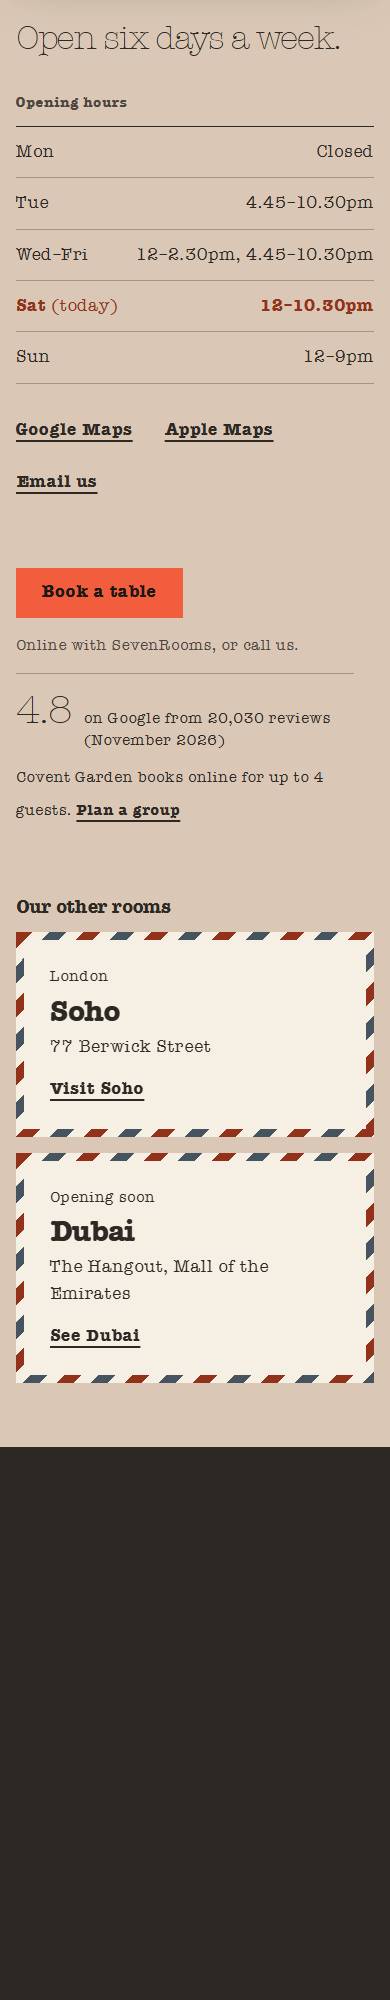 Open six days a week.
Opening hours
Mon Closed
Tue 4.45–10.30pm
Wed–Fri 12–2.30pm, 4.45–10.30pm
Sat (today) 12–10.30pm
Sun 12–9pm
Google Maps Apple Maps
Email us
Book a table
Online with SevenRooms, or call us.
4.8 on Google from 20,030 reviews
(November 2026)
Covent Garden books online for up to 4
guests. Plan a group
Our other rooms
London
Soho
77 Berwick Street
Visit Soho
Opening soon
Dubai
The Hangout, Mall of the
Emirates
See Dubai